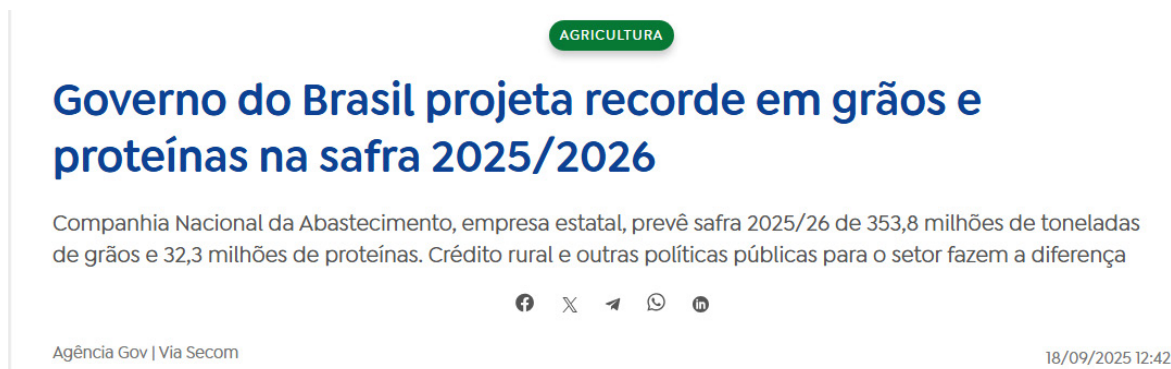 AGRICULTURA
Governo do Brasil projeta recorde em grãos e
proteínas na safra 2025/2026
Companhia Nacional da Abastecimento, empresa estatal, prevê safra 2025/26 de 353,8 milhões de toneladas
de grãos e 32,3 milhões de proteínas. Crédito rural e outras políticas públicas para o setor fazem a diferença
Agência Gov | Via Secom
18/09/2025 12:42